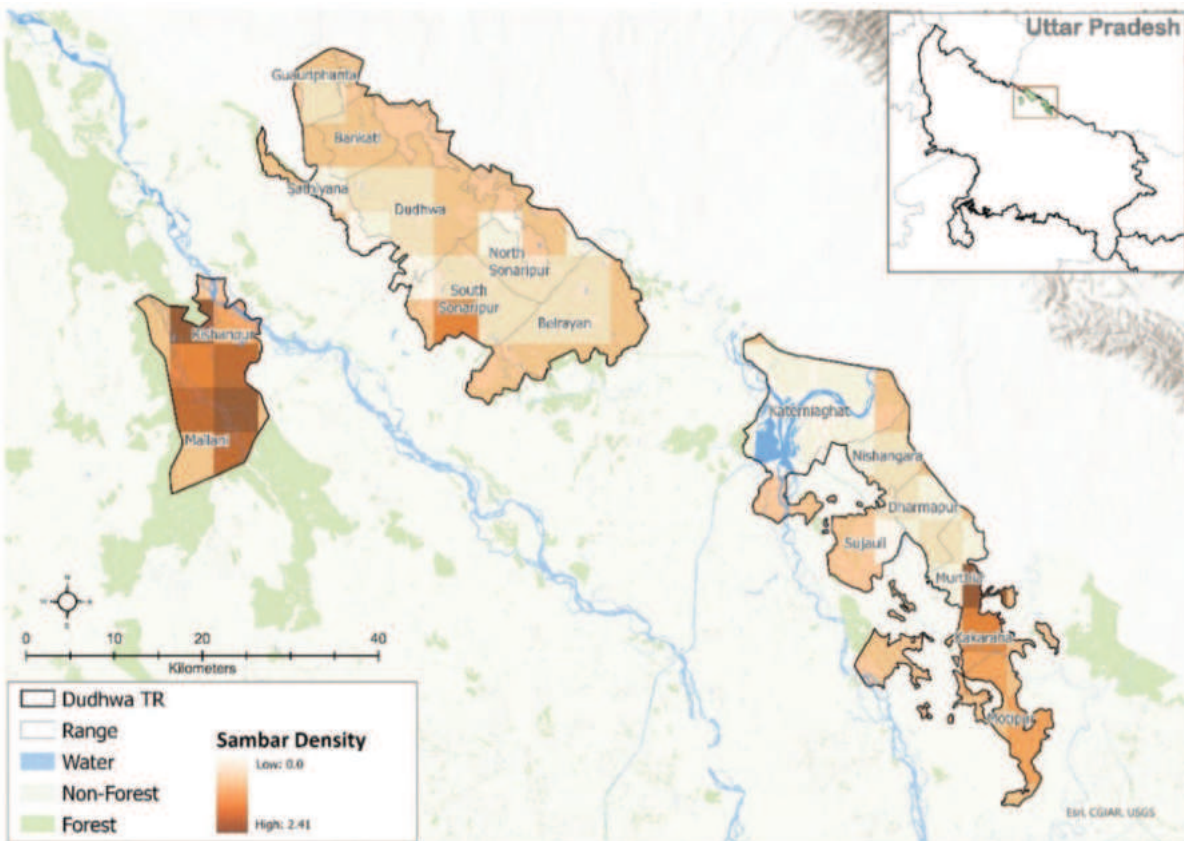 Uttar Pradesh
Gauriphanta
Bankati
Sathiyana
Dudhwa
North
Sonaripur
South
Sonaripur
Belrayan
Kishanpur
Mailani
Katerniaghat
Nishangara
Dharmapur
Sujauli
Murtiha
Kakaraha
Motipur
N
0 10 20 40
Kilometers
Dudhwa TR
Range
Water
Non-Forest
Forest
Sambar Density
Low: 0.0
High: 2.41
Esri, CGIAR, USGS